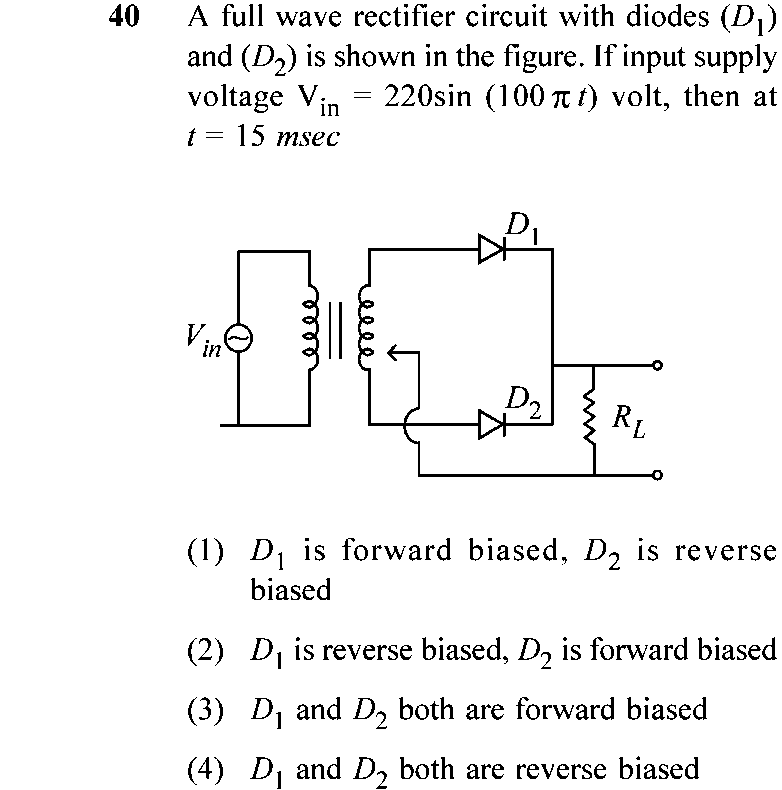 40 A full wave rectifier circuit with diodes (D₁)
and (D₂) is shown in the figure. If input supply
voltage Vᵢₙ = 220sin (100 π t) volt, then at
t = 15 msec
D₁
Vᵢₙ
D₂
R_L
(1) D₁ is forward biased, D₂ is reverse
biased
(2) D₁ is reverse biased, D₂ is forward biased
(3) D₁ and D₂ both are forward biased
(4) D₁ and D₂ both are reverse biased